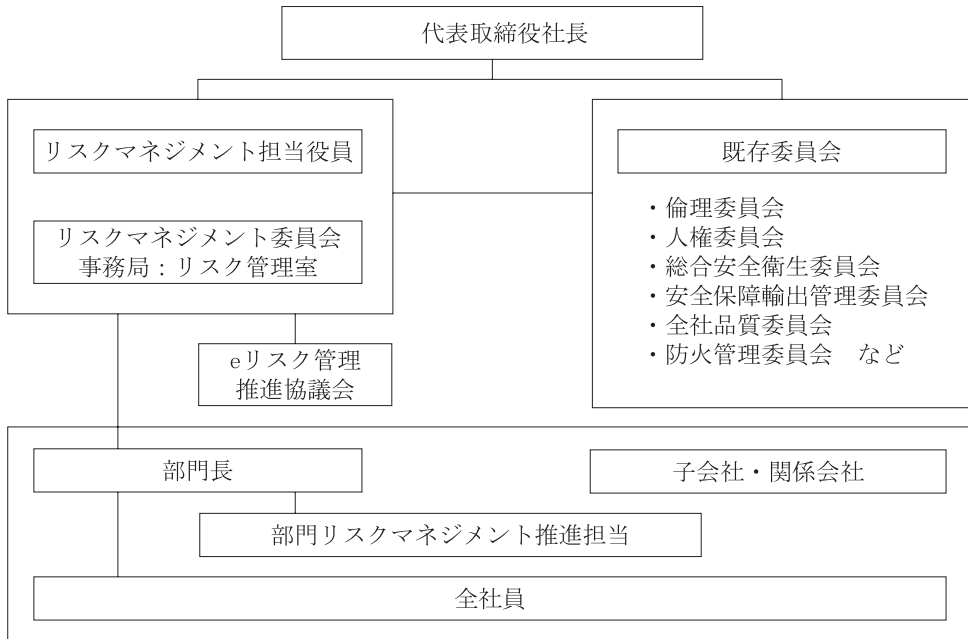 代表取締役社長
リスクマネジメント担当役員
リスクマネジメント委員会
事務局：リスク管理室
既存委員会
・倫理委員会
・人権委員会
・総合安全衛生委員会
・安全保障輸出管理委員会
・全社品質委員会
・防火管理委員会　など
eリスク管理
推進協議会
部門長
子会社・関係会社
部門リスクマネジメント推進担当
全社員